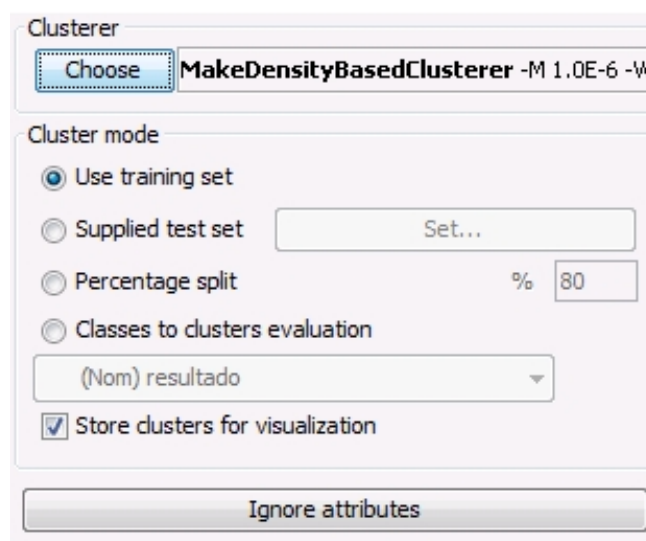 Clusterer
Choose MakeDensityBasedClusterer -M 1.0E-6 -W
Cluster mode
Use training set
Supplied test set Set...
Percentage split % 80
Classes to clusters evaluation
(Nom) resultado
Store clusters for visualization
Ignore attributes